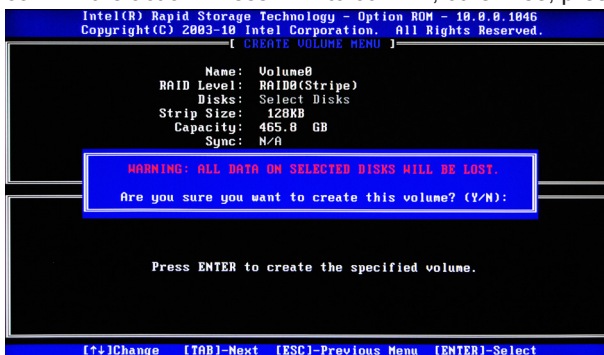 Intel(R) Rapid Storage Technology - Option ROM - 10.0.0.1046
Copyright(C) 2003-10 Intel Corporation. All Rights Reserved.
[ CREATE VOLUME MENU ]
Name: Volume0
RAID Level: RAID0(Stripe)
Disks: Select Disks
Strip Size: 128KB
Capacity: 465.8 GB
Sync: N/A
WARNING: ALL DATA ON SELECTED DISKS WILL BE LOST.
Are you sure you want to create this volume? (Y/N):
Press ENTER to create the specified volume.
[↑↓]Change [TAB]-Next [ESC]-Previous Menu [ENTER]-Select